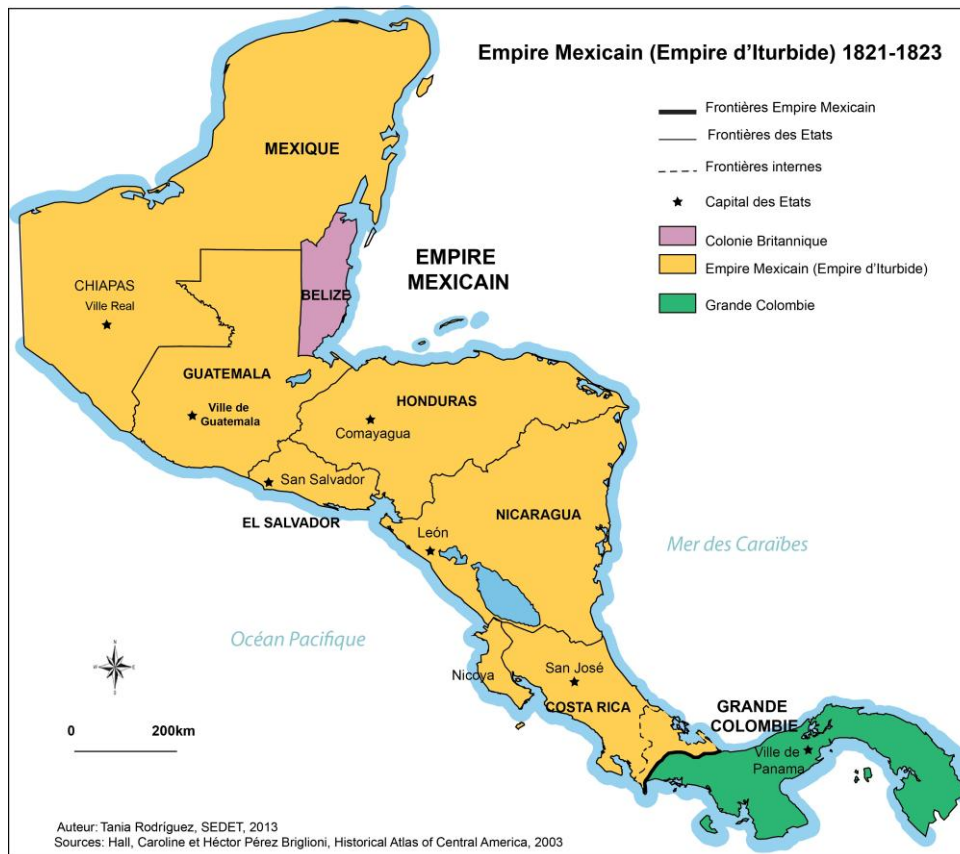 Empire Mexicain (Empire d'Iturbide) 1821-1823
Frontières Empire Mexicain
Frontières des Etats
Frontières internes
Capital des Etats
Colonie Britannique
Empire Mexicain (Empire d'Iturbide)
Grande Colombie
MEXIQUE
EMPIRE
MEXICAIN
CHIAPAS
Ville Real
BELIZE
GUATEMALA
Ville de
Guatemala
HONDURAS
Comayagua
San Salvador
EL SALVADOR
NICARAGUA
León
Mer des Caraïbes
Océan Pacifique
Nicoya
San José
COSTA RICA
GRANDE
COLOMBIE
Ville de
Panama
0 200km
Auteur: Tania Rodríguez, SEDET, 2013
Sources: Hall, Caroline et Héctor Pérez Briglioni, Historical Atlas of Central America, 2003